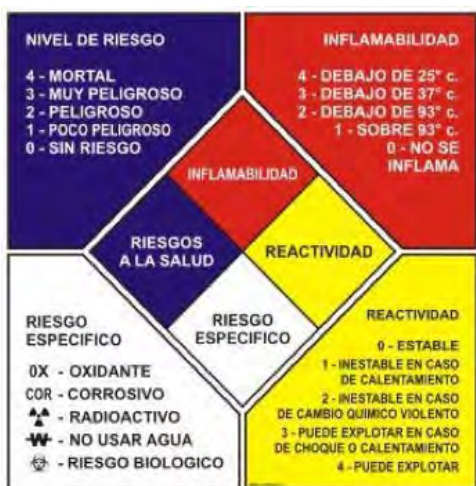 NIVEL DE RIESGO
4 - MORTAL
3 - MUY PELIGROSO
2 - PELIGROSO
1 - POCO PELIGROSO
0 - SIN RIESGO
INFLAMABILIDAD
4 - DEBAJO DE 25° c.
3 - DEBAJO DE 37° c.
2 - DEBAJO DE 93° c.
1 - SOBRE 93° c.
0 - NO SE
INFLAMA
INFLAMABILIDAD
RIESGOS
A LA SALUD
REACTIVIDAD
RIESGO
ESPECIFICO
RIESGO
ESPECIFICO
0X - OXIDANTE
COR - CORROSIVO
- RADIOACTIVO
W - NO USAR AGUA
- RIESGO BIOLOGICO
REACTIVIDAD
0 - ESTABLE
1 - INESTABLE EN CASO
DE CALENTAMIENTO
2 - INESTABLE EN CASO
DE CAMBIO QUIMICO VIOLENTO
3 - PUEDE EXPLOTAR EN CASO
DE CHOQUE O CALENTAMIENTO
4 - PUEDE EXPLOTAR